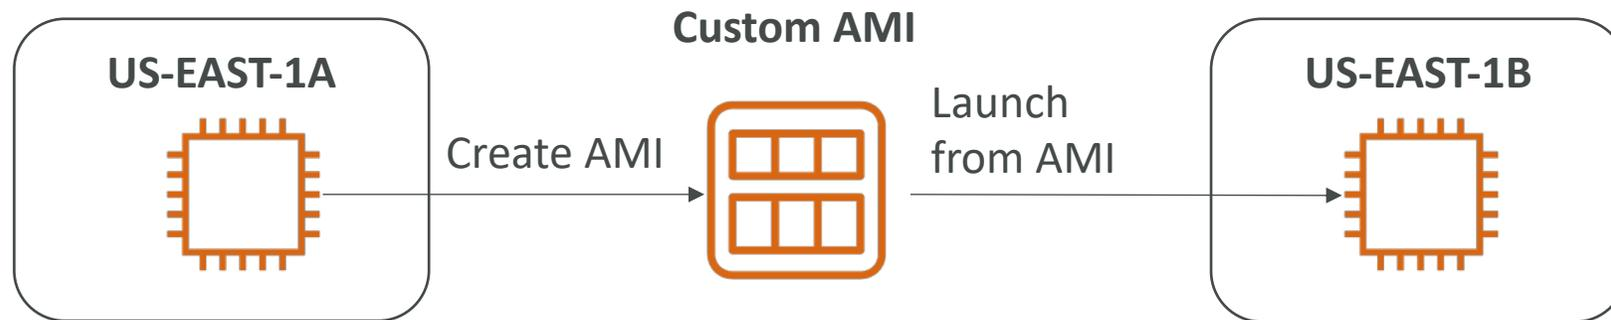 Custom AMI
US-EAST-1A
US-EAST-1B
Create AMI
Launch
from AMI